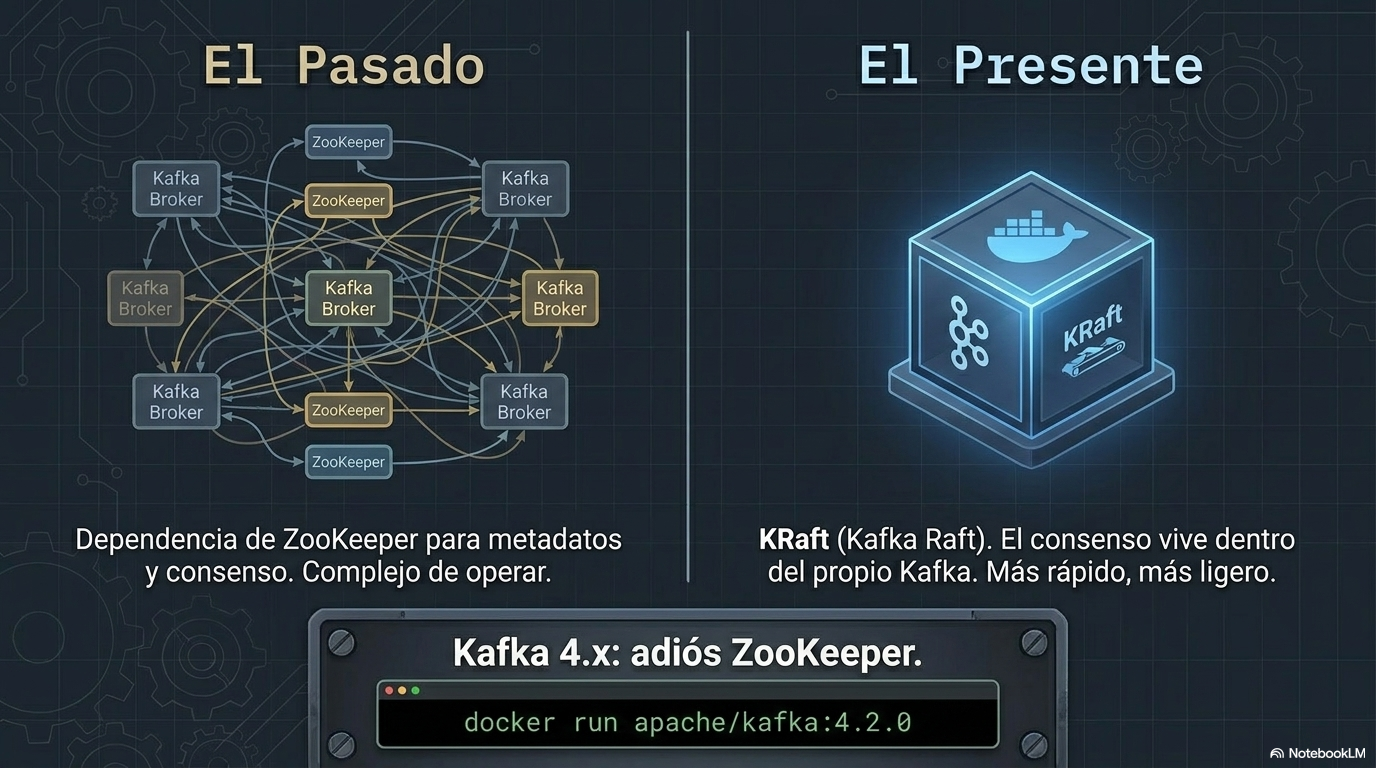 El Pasado
ZooKeeper
Kafka
Broker
Kafka
Broker
ZooKeeper
Kafka
Broker
Kafka
Broker
Kafka
Broker
Kafka
Broker
Kafka
Broker
ZooKeeper
ZooKeeper
Dependencia de ZooKeeper para metadatos
y consenso. Complejo de operar.
El Presente
KRaft
KRaft (Kafka Raft). El consenso vive dentro
del propio Kafka. Más rápido, más ligero.
Kafka 4.x: adiós ZooKeeper.
docker run apache/kafka:4.2.0
NotebookLM